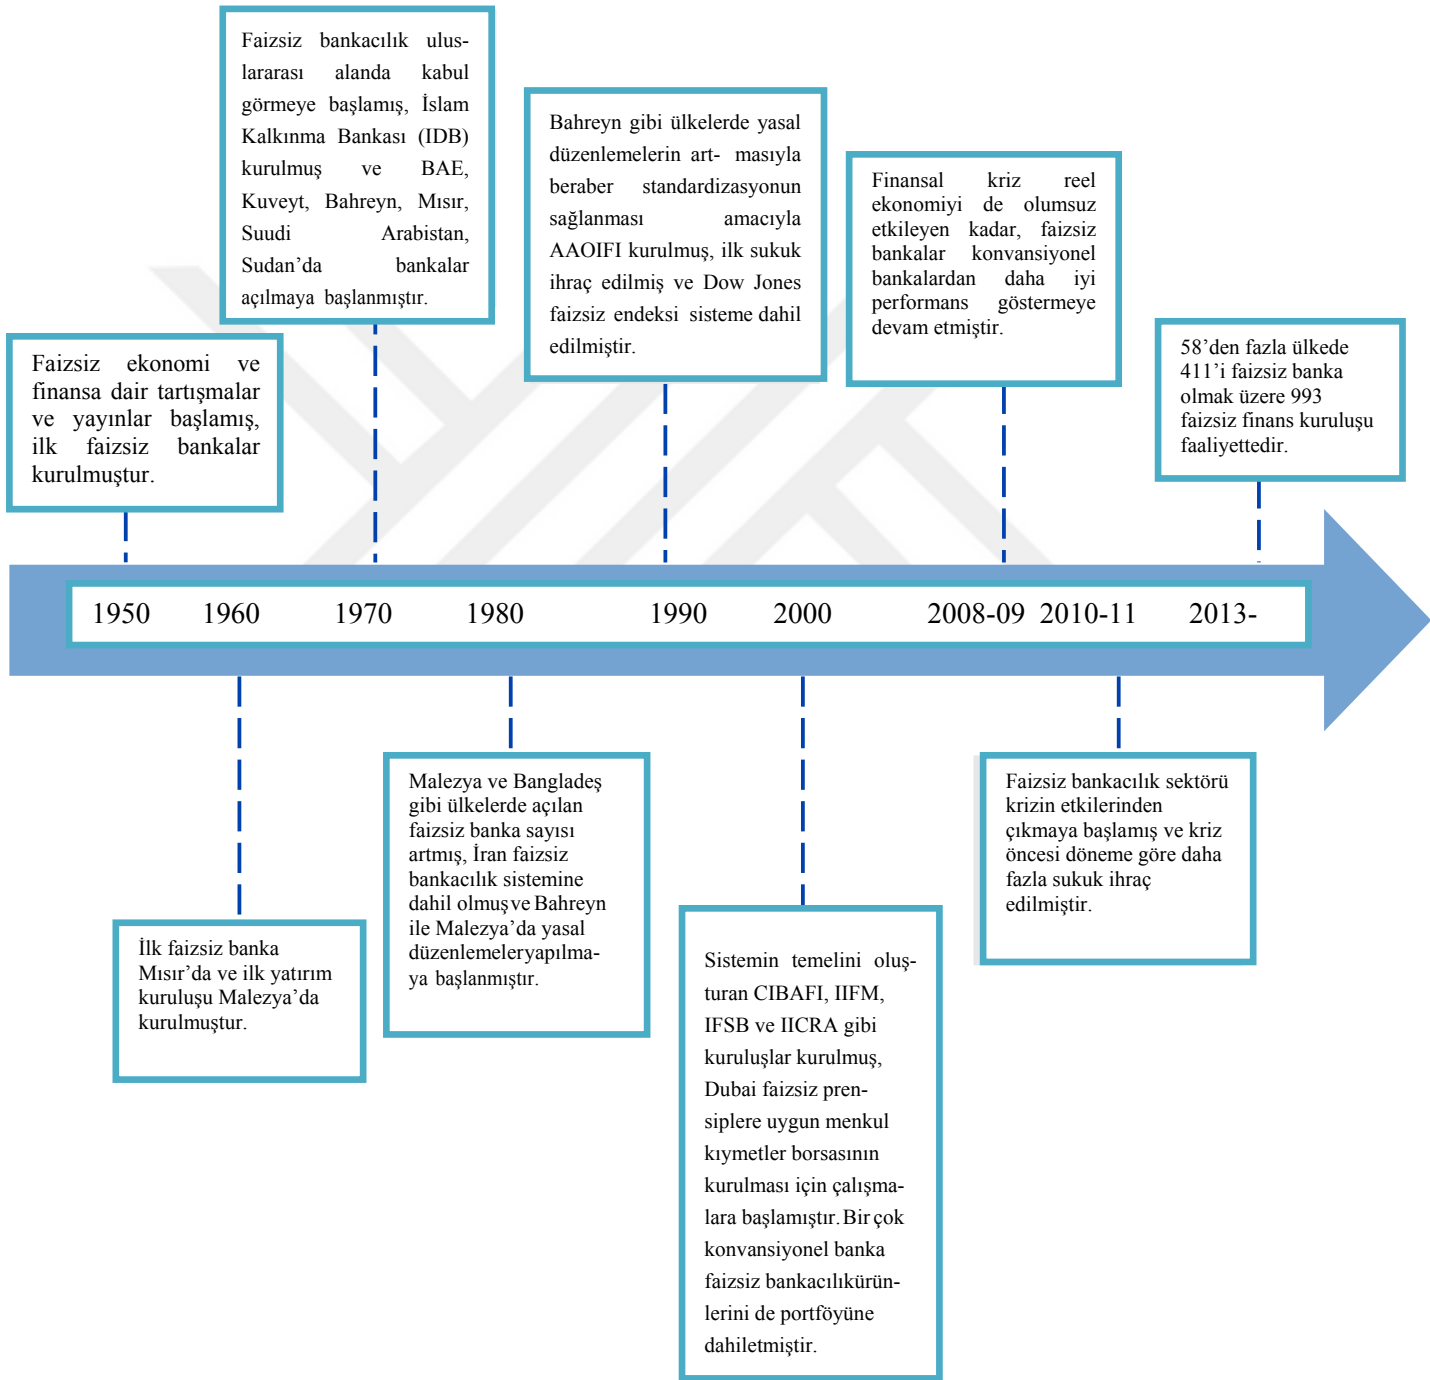 Faizsiz bankacılık ulus-
lararası alanda kabul
görmeye başlamış, İslam
Kalkınma Bankası (IDB)
kurulmuş ve BAE,
Kuveyt, Bahreyn, Mısır,
Suudi Arabistan,
Sudan’da bankalar
açılmaya başlanmıştır.
Bahreyn gibi ülkelerde yasal
düzenlemelerin art- masıyla
beraber standardizasyonun
sağlanması amacıyla
AAOIFI kurulmuş, ilk sukuk
ihraç edilmiş ve Dow Jones
faizsiz endeksi sisteme dahil
edilmiştir.
Finansal kriz reel
ekonomiyi de olumsuz
etkileyen kadar, faizsiz
bankalar konvansiyonel
bankalardan daha iyi
performans göstermeye
devam etmiştir.
58’den fazla ülkede
411’i faizsiz banka
olmak üzere 993
faizsiz finans kuruluşu
faaliyettedir.
Faizsiz ekonomi ve
finansa dair tartışmalar
ve yayınlar başlamış,
ilk faizsiz bankalar
kurulmuştur.
1950 1960 1970 1980 1990 2000 2008-09 2010-11 2013-
İlk faizsiz banka
Mısır’da ve ilk yatırım
kuruluşu Malezya’da
kurulmuştur.
Malezya ve Bangladeş
gibi ülkelerde açılan
faizsiz banka sayısı
artmış, İran faizsiz
bankacılık sistemine
dahil olmuş ve Bahreyn
ile Malezya’da yasal
düzenlemeleryapılma-
ya başlanmıştır.
Sistemin temelini oluş-
turan CIBAFI, IIFM,
IFSB ve IICRA gibi
kuruluşlar kurulmuş,
Dubai faizsiz pren-
siplere uygun menkul
kıymetler borsasının
kurulması için çalışma-
lara başlamıştır. Bir çok
konvansiyonel banka
faizsiz bankacılıkürün-
lerini de portföyüne
dahiletmiştir.
Faizsiz bankacılık sektörü
krizin etkilerinden
çıkmaya başlamış ve kriz
öncesi döneme göre daha
fazla sukuk ihraç
edilmiştir.